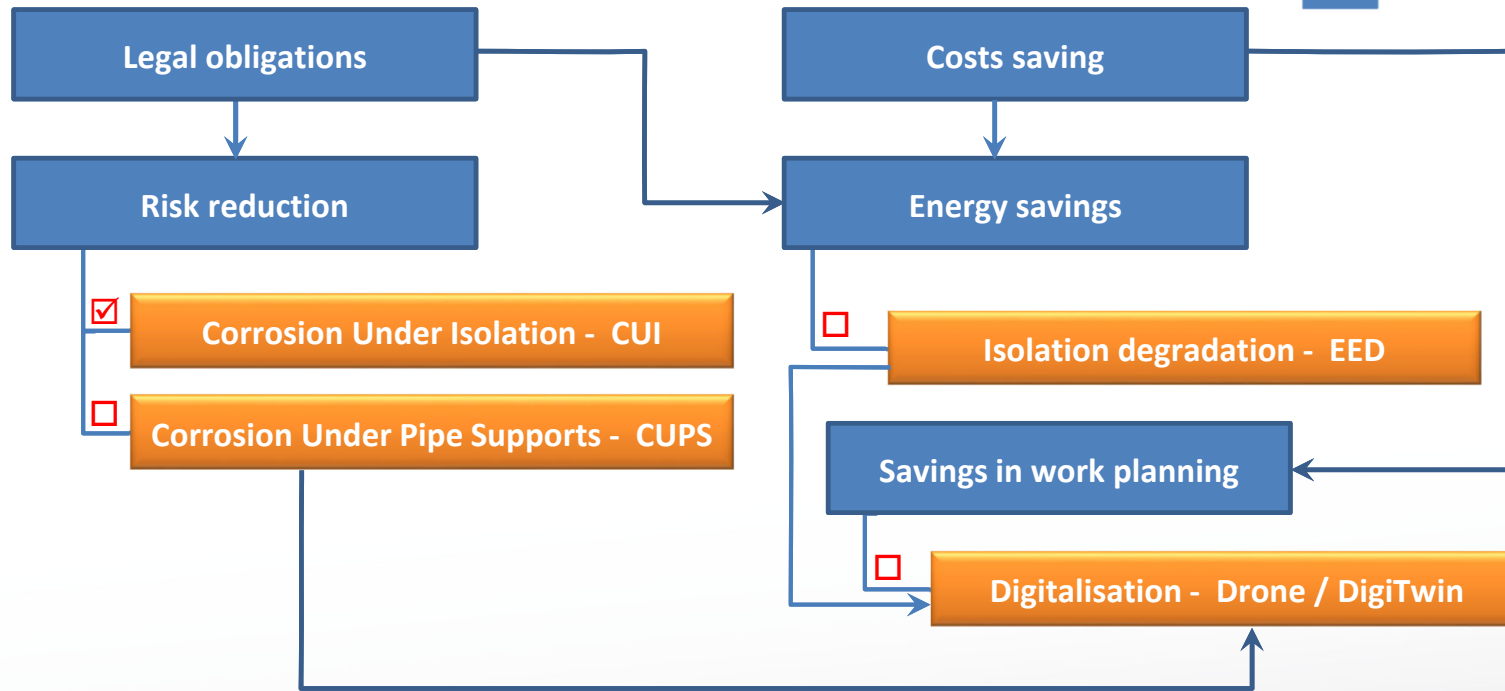 Legal obligations
Costs saving
Risk reduction
Energy savings
Corrosion Under Isolation - CUI
Isolation degradation - EED
Corrosion Under Pipe Supports - CUPS
Savings in work planning
Digitalisation - Drone / DigiTwin